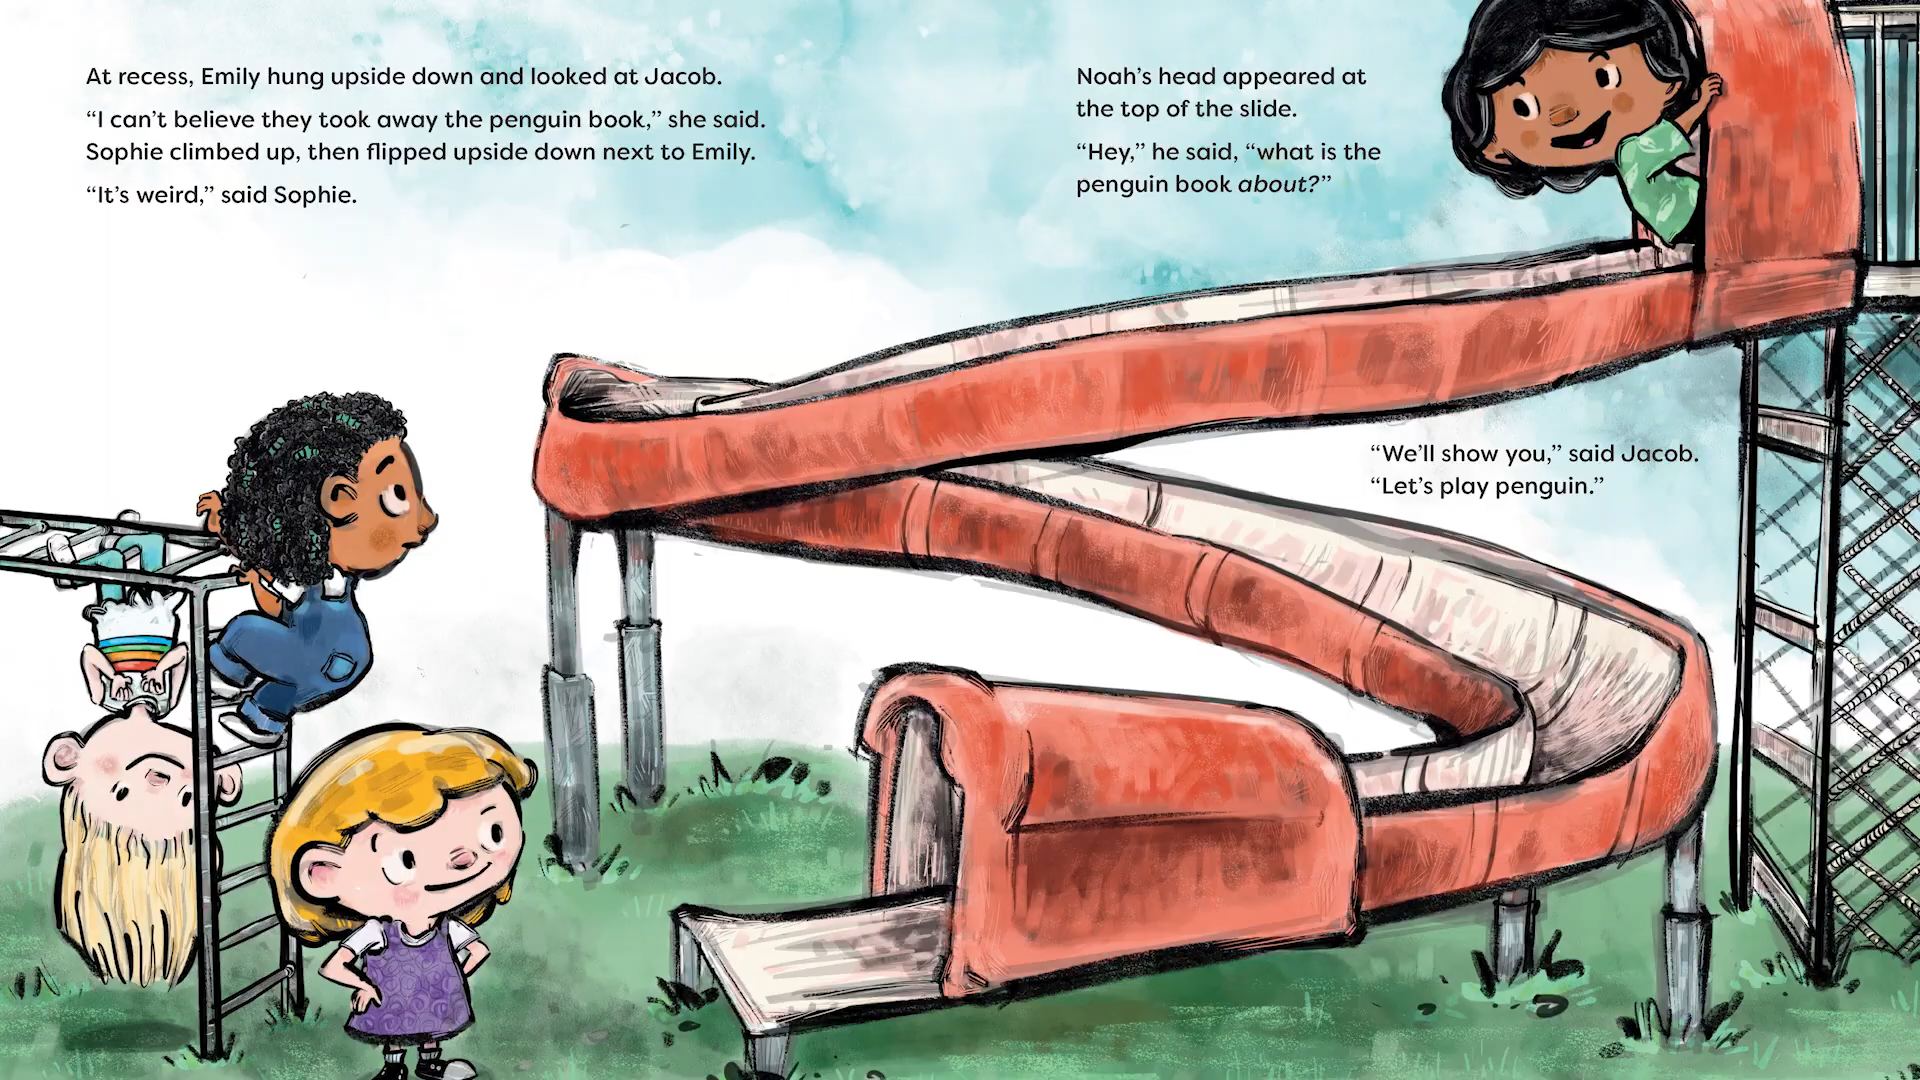 At recess, Emily hung upside down and looked at Jacob.
“I can’t believe they took away the penguin book,” she said.
Sophie climbed up, then flipped upside down next to Emily.
“It’s weird,” said Sophie.
Noah’s head appeared at
the top of the slide.
“Hey,” he said, “what is the
penguin book about?”
“We’ll show you,” said Jacob.
“Let’s play penguin.”